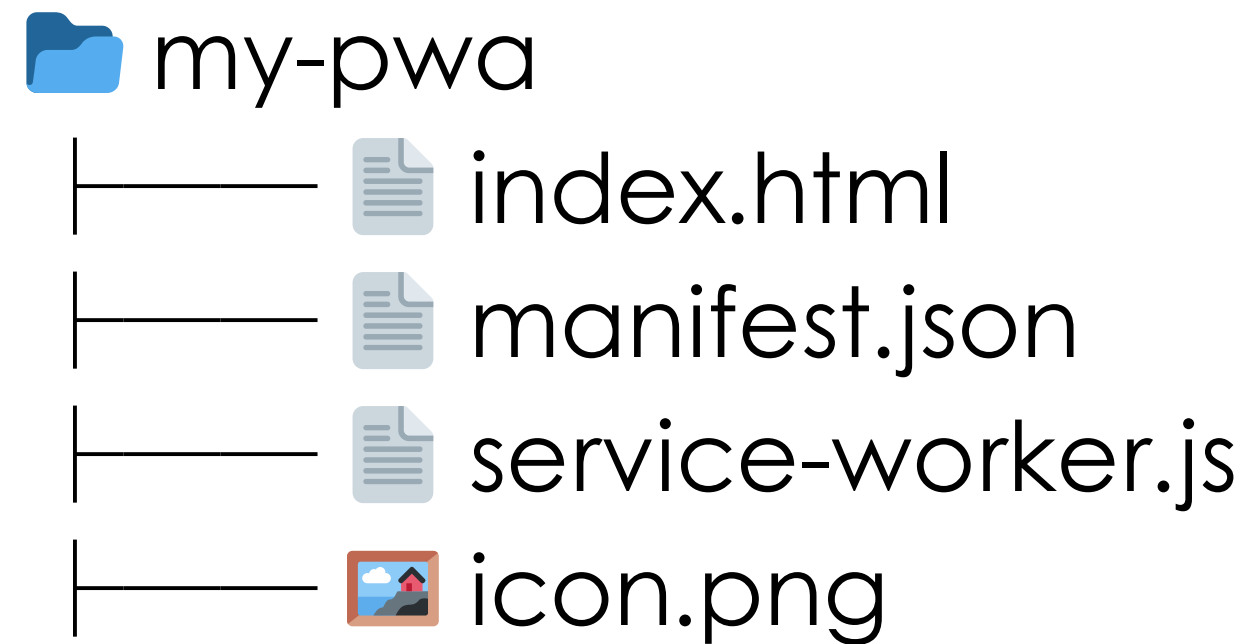 my-pwa
index.html
manifest.json
service-worker.js
icon.png